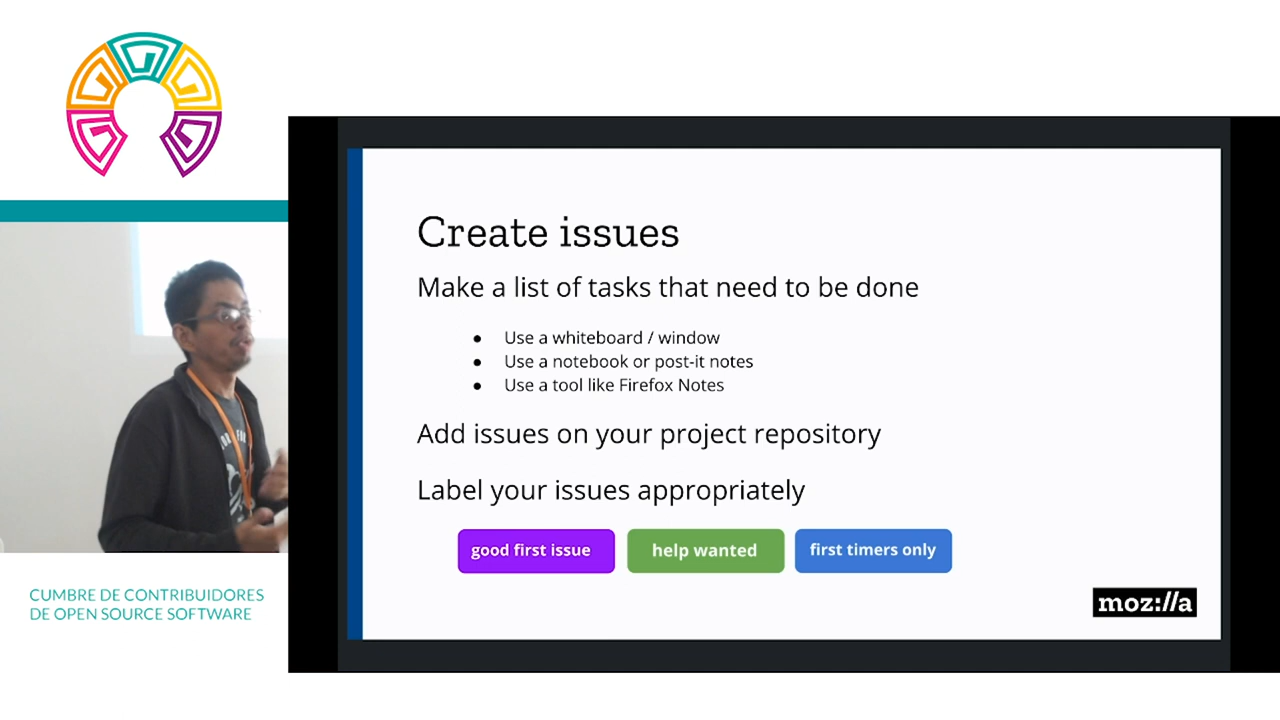 Create issues
Make a list of tasks that need to be done
● Use a whiteboard / window
● Use a notebook or post-it notes
● Use a tool like Firefox Notes
Add issues on your project repository
Label your issues appropriately
good first issue help wanted first timers only
moz://a
CUMBRE DE CONTRIBUIDORES
DE OPEN SOURCE SOFTWARE